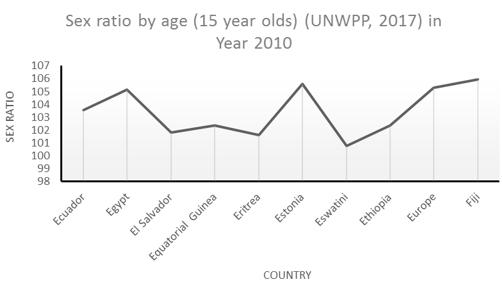 Sex ratio by age (15 year olds) (UNWPP, 2017) in
Year 2010
107
106
105
104
103
102
101
100
99
98
SEX RATIO
Ecuador
Egypt
El Salvador
Equatorial Guinea
Eritrea
Estonia
Eswatini
Ethiopia
Europe
Fiji
COUNTRY